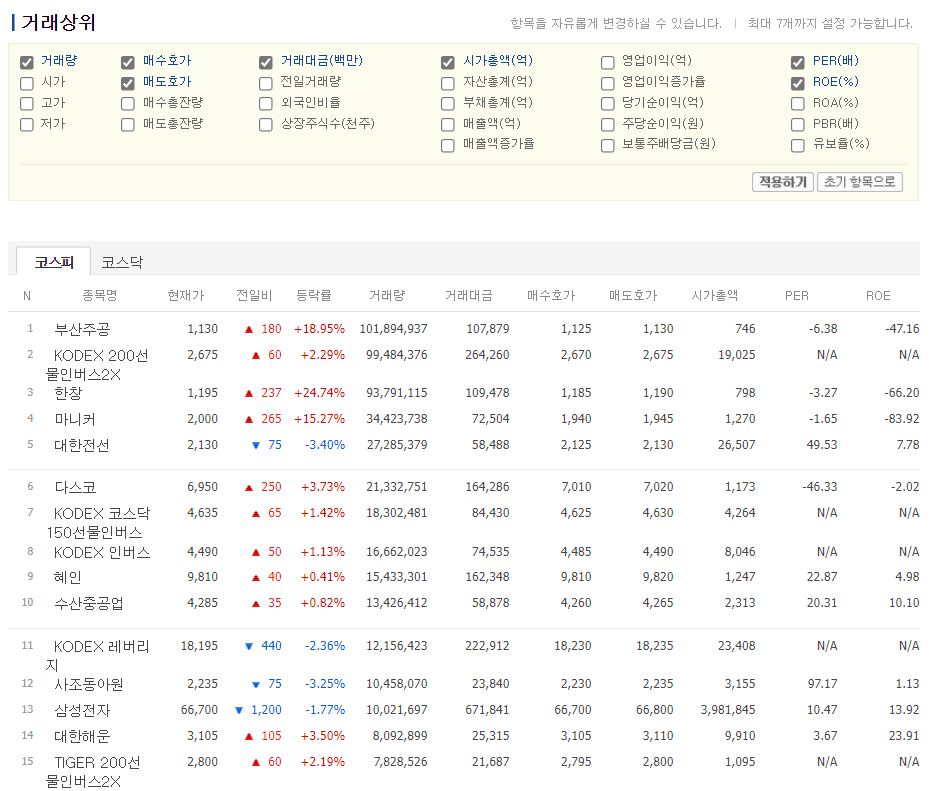 거래상위
항목을 자유롭게 변경하실 수 있습니다. | 최대 7개까지 설정 가능합니다.
거래량 매수호가 거래대금(백만) 시가총액(억) 영업이익(억) PER(배)
시가 매도호가 전일거래량 자산총계(억) 영업이익증가율 ROE(%)
고가 매수총잔량 외국인비율 부채총계(억) 당기순이익(억) ROA(%)
저가 매도총잔량 상장주식수(천주) 매출액(억) 주당순이익(원) PBR(배)
매출액증가율 보통주배당금(원) 유보율(%)
적용하기 초기 항목으로
코스피 코스닥
N 종목명 현재가 전일비 등락률 거래량 거래대금 매수호가 매도호가 시가총액 PER ROE
1 부산주공 1,130 ▲ 180 +18.95% 101,894,937 107,879 1,125 1,130 746 -6.38 -47.16
2 KODEX 200선 2,675 ▲ 60 +2.29% 99,484,376 264,260 2,670 2,675 19,025 N/A N/A
물인버스2X
3 한창 1,195 ▲ 237 +24.74% 93,791,115 109,478 1,185 1,190 798 -3.27 -66.20
4 마니커 2,000 ▲ 265 +15.27% 34,423,738 72,504 1,940 1,945 1,270 -1.65 -83.92
5 대한전선 2,130 ▼ 75 -3.40% 27,285,379 58,488 2,125 2,130 26,507 49.53 7.78
6 다스코 6,950 ▲ 250 +3.73% 21,332,751 164,286 7,010 7,020 1,173 -46.33 -2.02
7 KODEX 코스닥 4,635 ▲ 65 +1.42% 18,302,481 84,430 4,625 4,630 4,264 N/A N/A
150선물인버스
8 KODEX 인버스 4,490 ▲ 50 +1.13% 16,662,023 74,535 4,485 4,490 8,046 N/A N/A
9 혜인 9,810 ▲ 40 +0.41% 15,433,301 162,348 9,810 9,820 1,247 22.87 4.98
10 수산중공업 4,285 ▲ 35 +0.82% 13,426,412 58,878 4,260 4,265 2,313 20.31 10.10
11 KODEX 레버리 18,195 ▼ 440 -2.36% 12,156,423 222,912 18,230 18,235 23,408 N/A N/A
지
12 사조동아원 2,235 ▼ 75 -3.25% 10,458,070 23,840 2,230 2,235 3,155 97.17 1.13
13 삼성전자 66,700 ▼ 1,200 -1.77% 10,021,697 671,841 66,700 66,800 3,981,845 10.47 13.92
14 대한해운 3,105 ▲ 105 +3.50% 8,092,899 25,315 3,105 3,110 9,910 3.67 23.91
15 TIGER 200선 2,800 ▲ 60 +2.19% 7,828,526 21,687 2,795 2,800 1,095 N/A N/A
물인버스2X